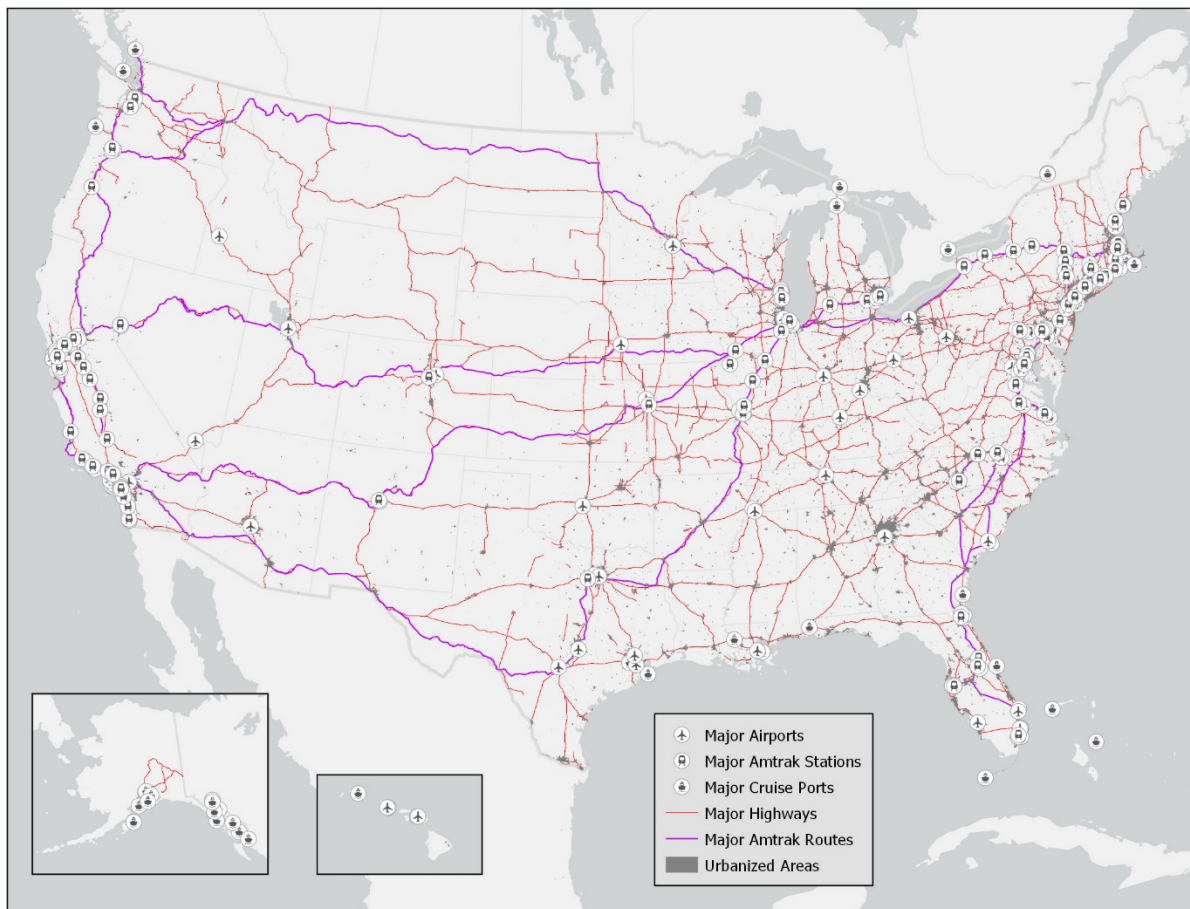 Major Airports
Major Amtrak Stations
Major Cruise Ports
Major Highways
Major Amtrak Routes
Urbanized Areas